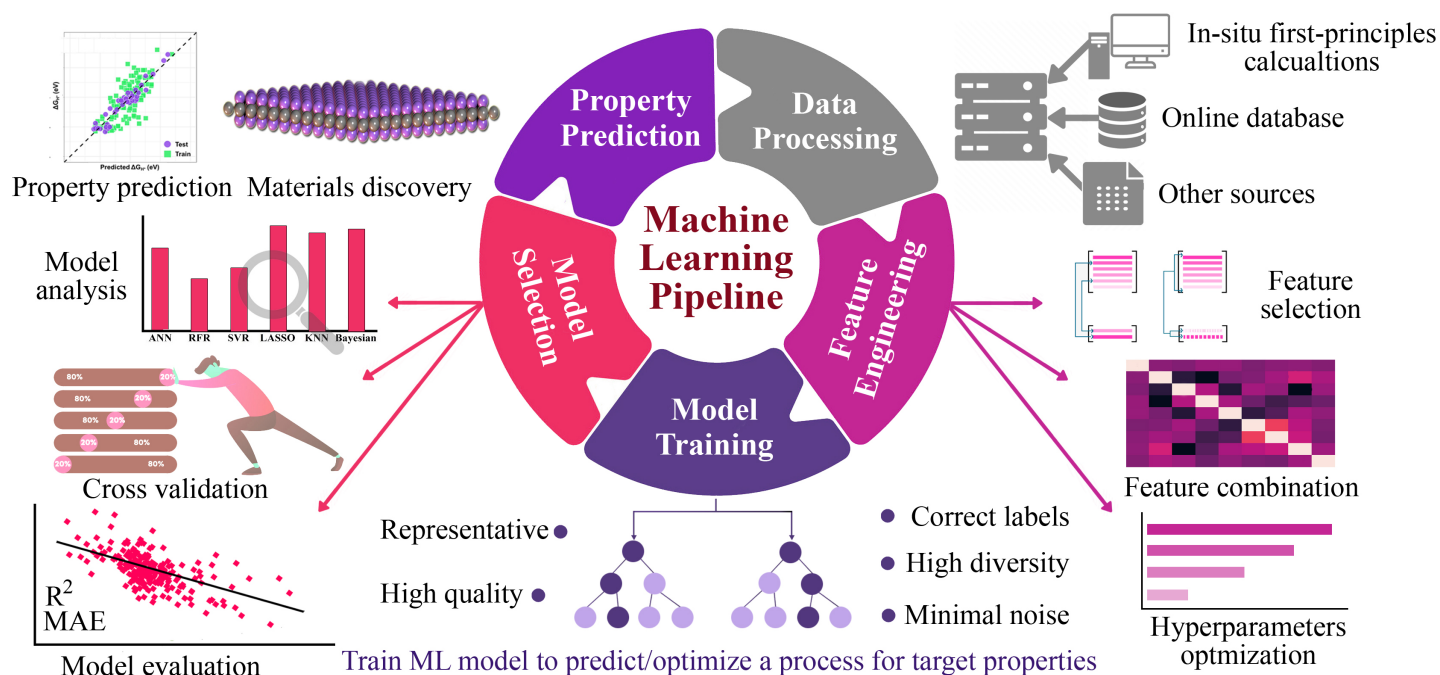 ΔG_H* (eV)
Test
Train
Predicted ΔG_H* (eV)
Property prediction
Materials discovery
Property
Prediction
Data
Processing
In-situ first-principles
calcualtions
Online database
Other sources
Machine
Learning
Pipeline
Model
analysis
ANN RFR SVR LASSO KNN Bayesian
Model
Selection
Feature
Engineering
Feature
selection
80% 20%
80% 20%
80% 20%
20% 80%
20% 80%
Cross validation
Model
Training
Feature combination
R²
MAE
Model evaluation
Representative
High quality
Correct labels
High diversity
Minimal noise
Hyperparameters
optmization
Train ML model to predict/optimize a process for target properties